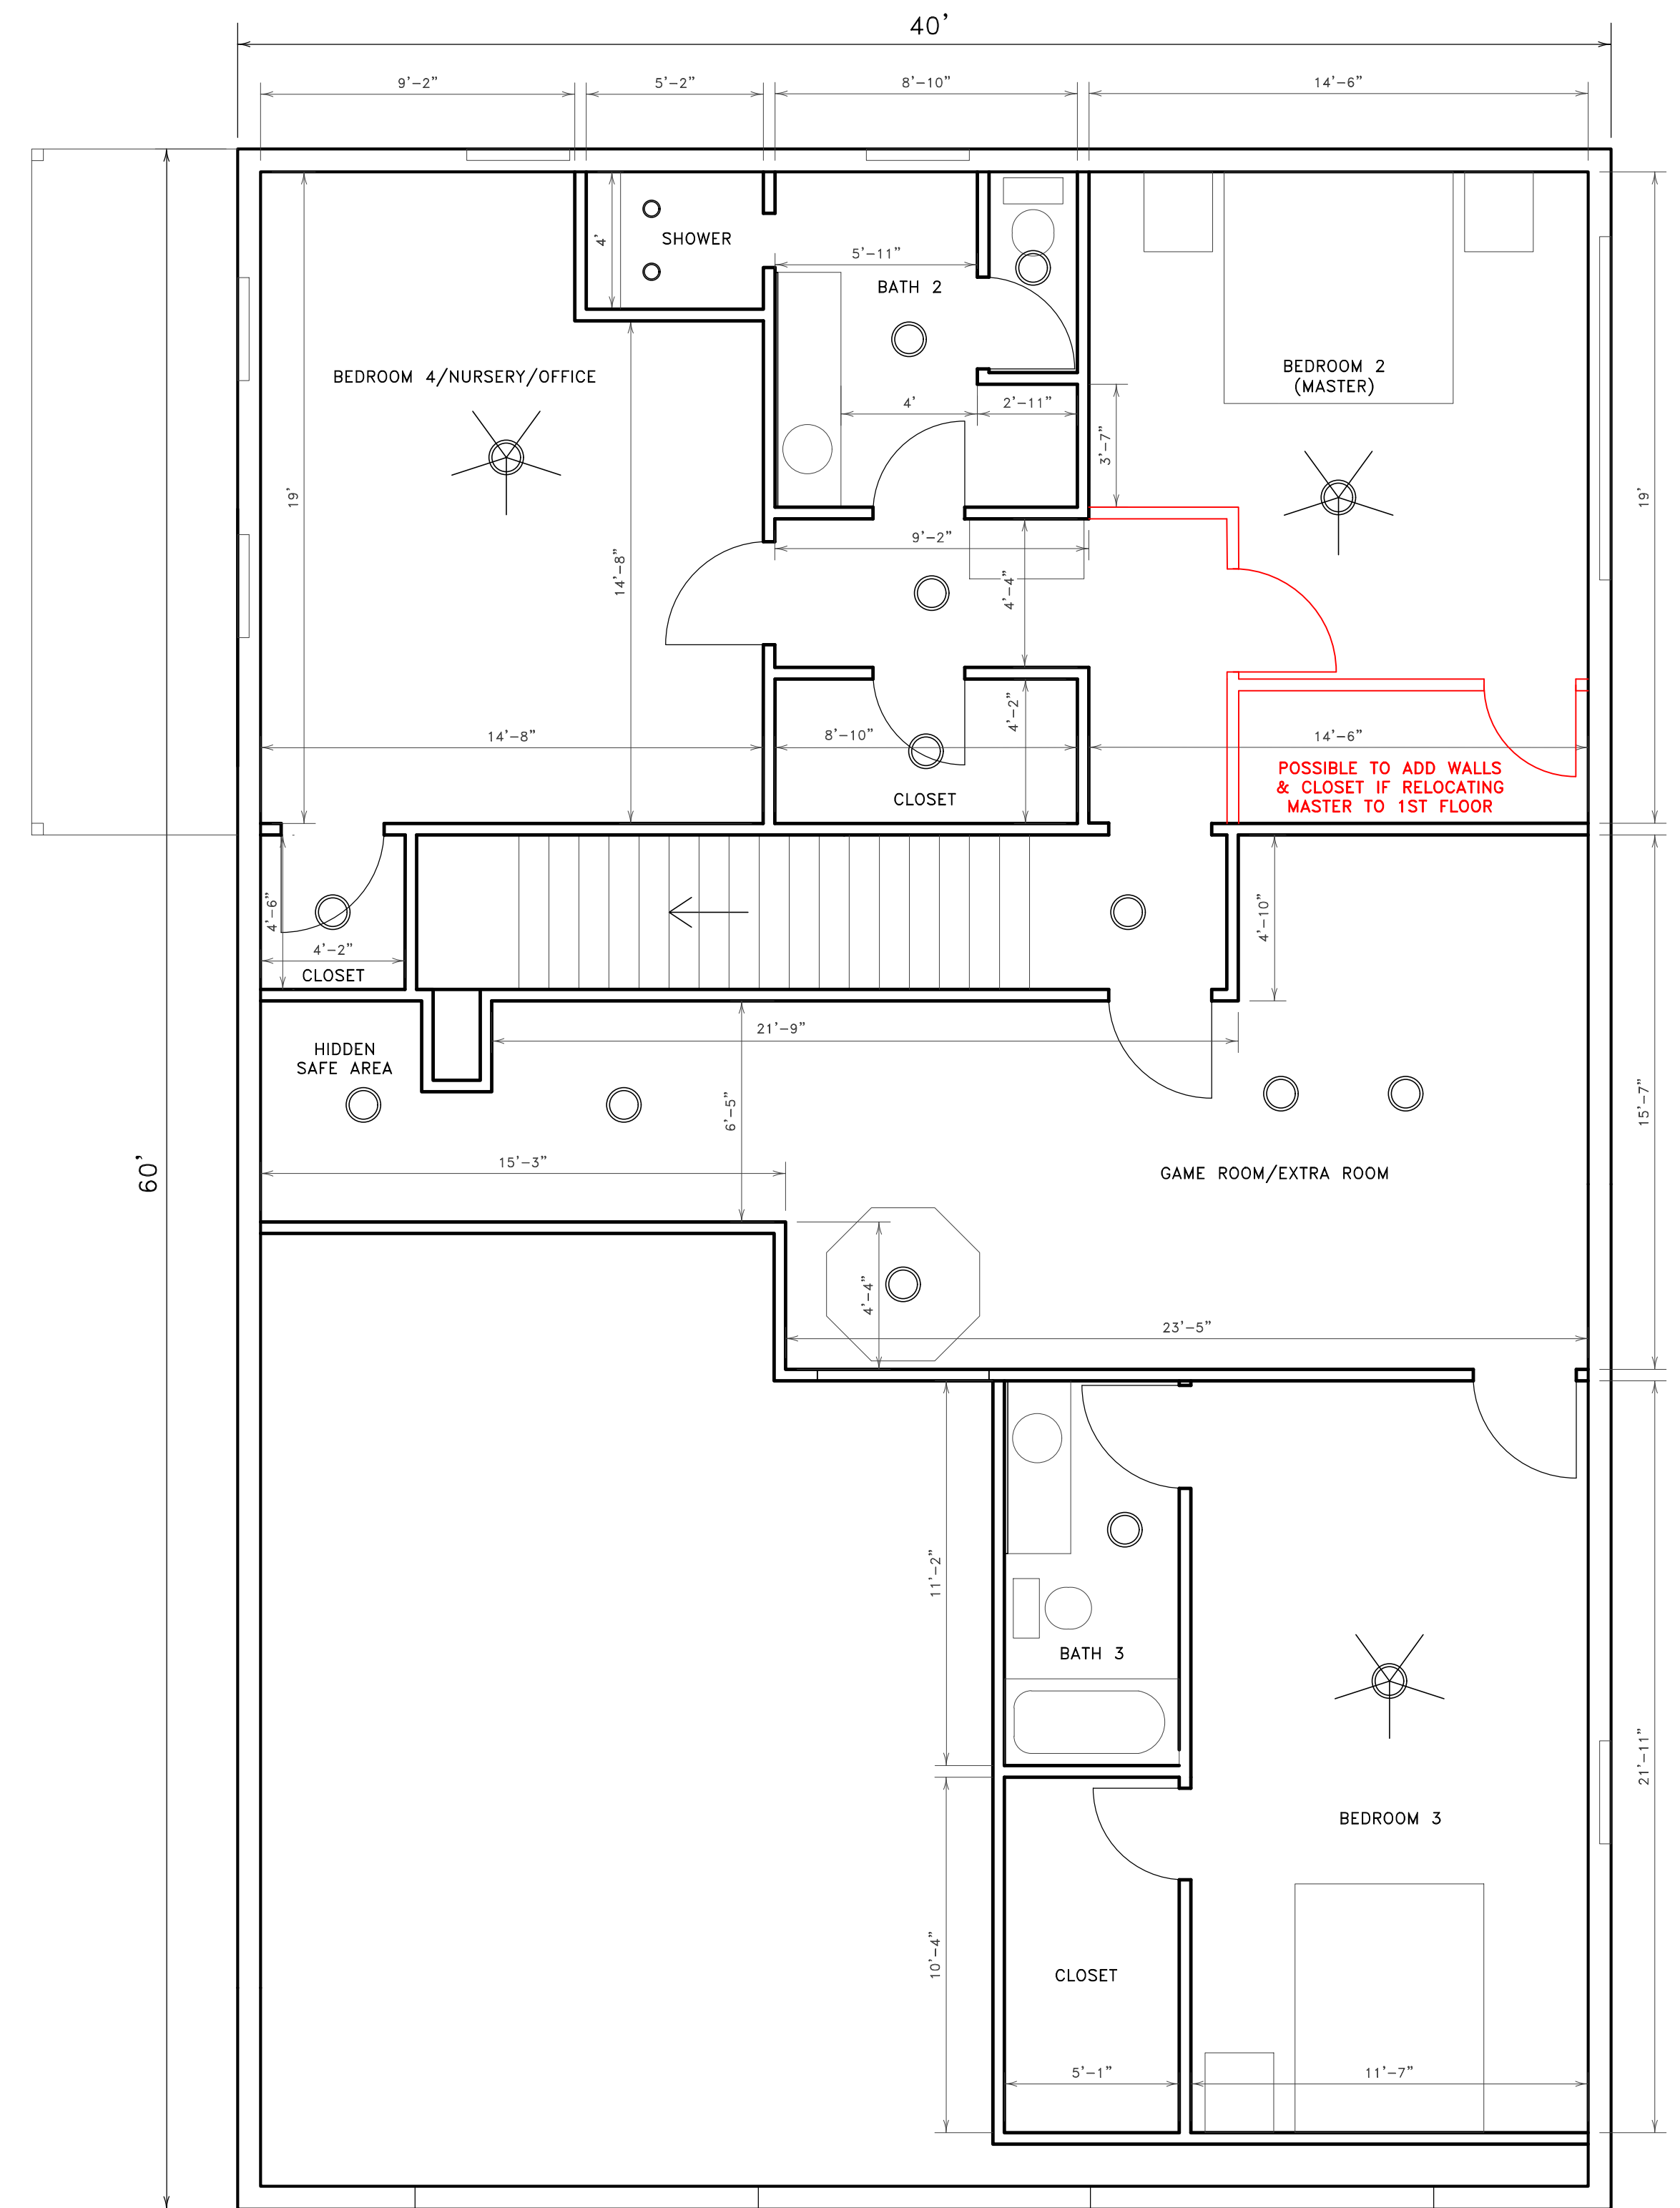 40’
9’–2”
5’–2”
8’–10”
14’–6”
4’
SHOWER
5’–11”
BATH 2
BEDROOM 4/NURSERY/OFFICE
BEDROOM 2
(MASTER)
4’
2’–11”
3’–7”
19’
19’
14’–8”
9’–2”
4’–4”
4’–2”
14’–8”
8’–10”
14’–6”
POSSIBLE TO ADD WALLS
& CLOSET IF RELOCATING
MASTER TO 1ST FLOOR
CLOSET
4’–6”
4’–10”
4’–2”
CLOSET
21’–9”
HIDDEN
SAFE AREA
6’–5”
15’–7”
15’–3”
60’
GAME ROOM/EXTRA ROOM
4’–4”
23’–5”
11’–2”
BATH 3
21’–11”
BEDROOM 3
10’–4”
CLOSET
5’–1”
11’–7”